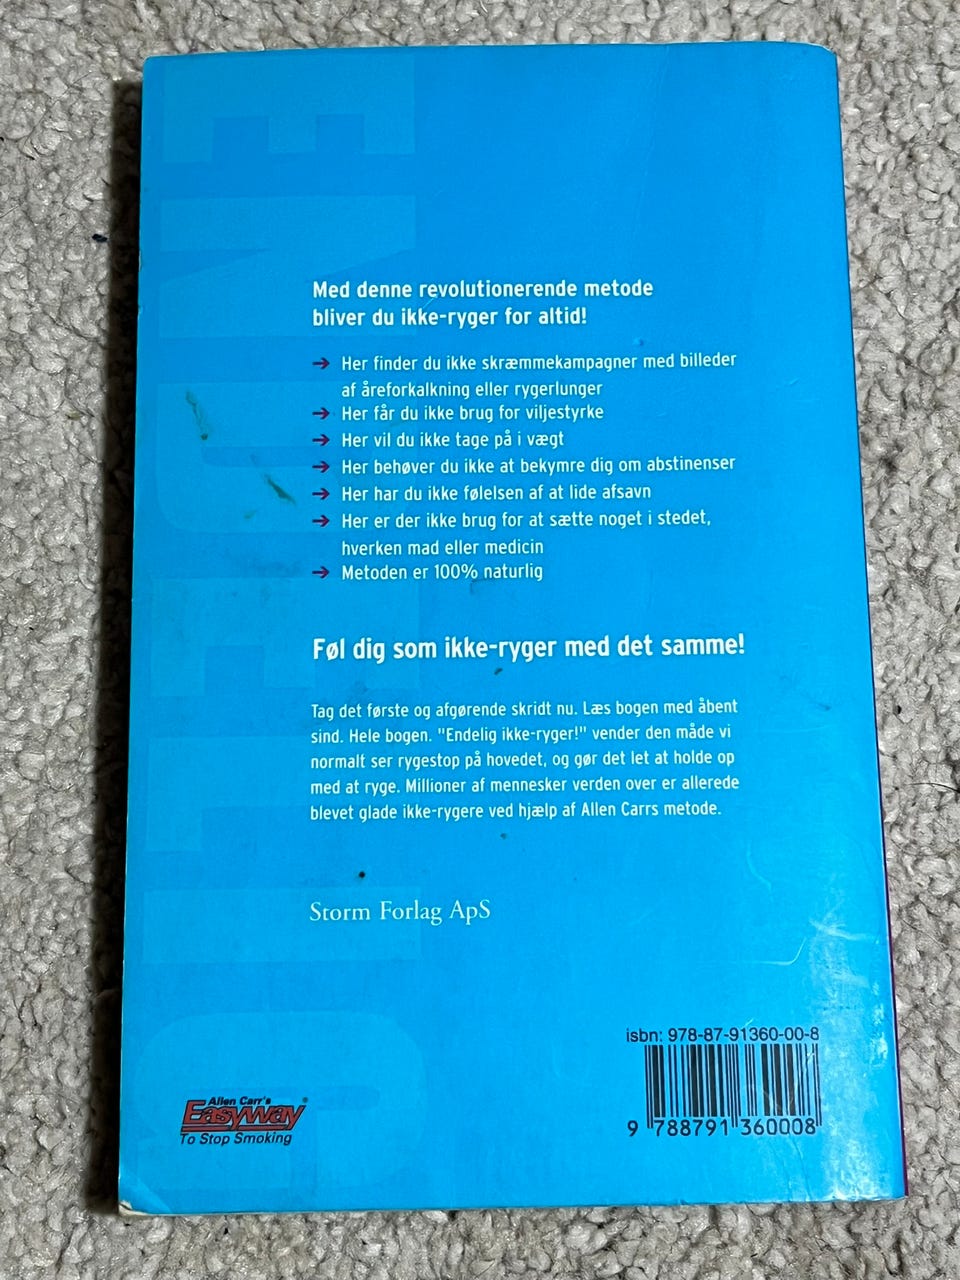 Med denne revolutionerende metode
bliver du ikke-ryger for altid!
➔ Her finder du ikke skræmmekampagner med billeder
af åreforkalkning eller rygerlunger
➔ Her får du ikke brug for viljestyrke
➔ Her vil du ikke tage på i vægt
➔ Her behøver du ikke at bekymre dig om abstinenser
➔ Her har du ikke følelsen af at lide afsavn
➔ Her er der ikke brug for at sætte noget i stedet,
hverken mad eller medicin
➔ Metoden er 100% naturlig
Føl dig som ikke-ryger med det samme!
Tag det første og afgørende skridt nu. Læs bogen med åbent
sind. Hele bogen. "Endelig ikke-ryger!" vender den måde vi
normalt ser rygestop på hovedet, og gør det let at holde op
med at ryge. Millioner af mennesker verden over er allerede
blevet glade ikke-rygere ved hjælp af Allen Carrs metode.
Storm Forlag ApS
isbn: 978-87-91360-00-8
9 788791 360008
Allen Carr's
Easyway®
To Stop Smoking